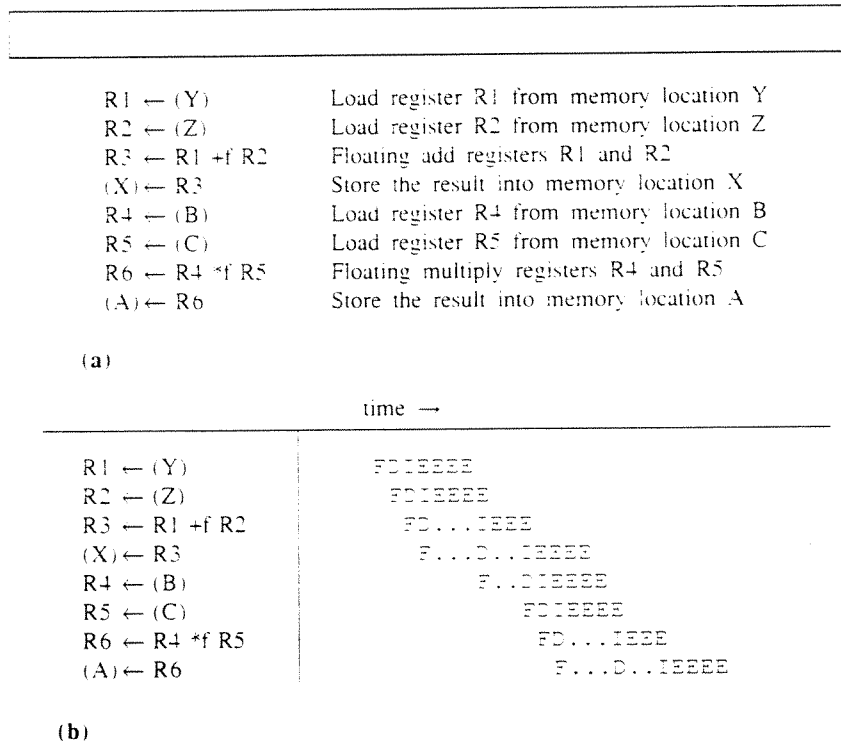 R1 ← (Y) Load register R1 from memory location Y
R2 ← (Z) Load register R2 from memory location Z
R3 ← R1 +f R2 Floating add registers R1 and R2
(X) ← R3 Store the result into memory location X
R4 ← (B) Load register R4 from memory location B
R5 ← (C) Load register R5 from memory location C
R6 ← R4 *f R5 Floating multiply registers R4 and R5
(A) ← R6 Store the result into memory location A
(a)
time →
R1 ← (Y) FDIEEEE
R2 ← (Z) FDIEEEE
R3 ← R1 +f R2 FD...IEEE
(X) ← R3 F...D..IEEEE
R4 ← (B) F..DIEEEE
R5 ← (C) FDIEEEE
R6 ← R4 *f R5 FD...IEEE
(A) ← R6 F...D..IEEEE
(b)